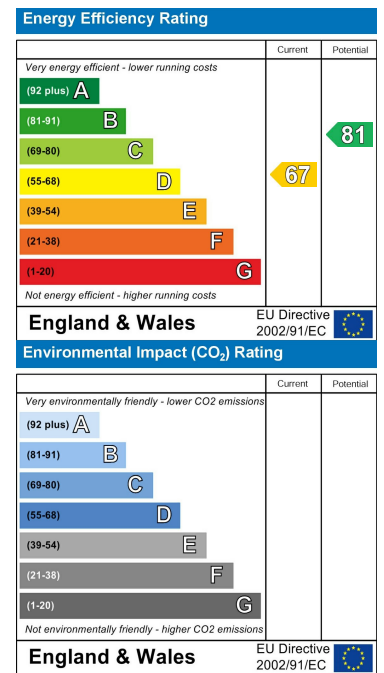 Energy Efficiency Rating
Current Potential
Very energy efficient - lower running costs
(92 plus) A
(81-91) B
81
(69-80) C
(55-68) D
67
(39-54) E
(21-38) F
(1-20) G
Not energy efficient - higher running costs
England & Wales
EU Directive
2002/91/EC
Environmental Impact (CO₂) Rating
Current Potential
Very environmentally friendly - lower CO2 emissions
(92 plus) A
(81-91) B
(69-80) C
(55-68) D
(39-54) E
(21-38) F
(1-20) G
Not environmentally friendly - higher CO2 emissions
England & Wales
EU Directive
2002/91/EC